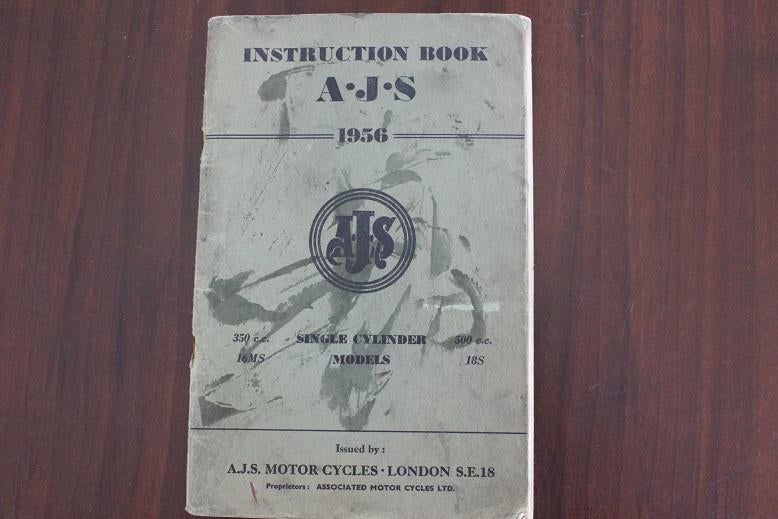 INSTRUCTION BOOK
A·J·S
1956
AJS
350 c.c. SINGLE CYLINDER 500 c.c.
16MS MODELS 18S
Issued by :
A.J.S. MOTOR CYCLES · LONDON S.E.18
Proprietors : ASSOCIATED MOTOR CYCLES LTD.